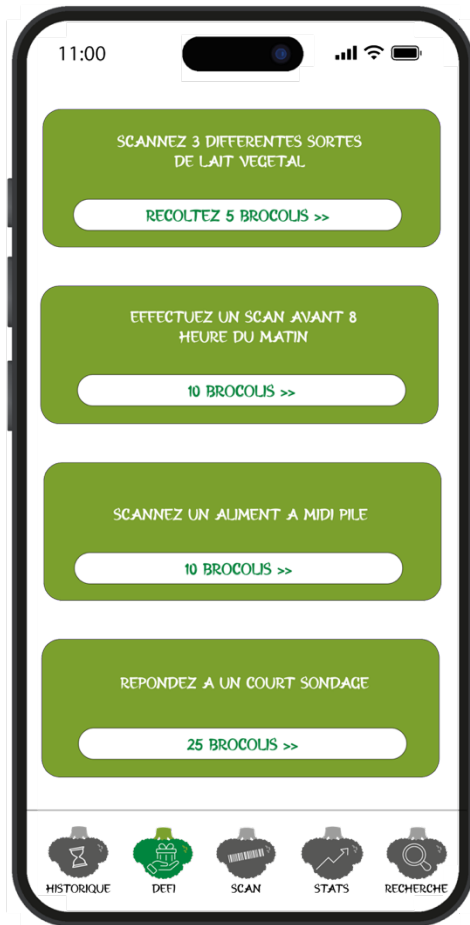 11:00
SCANNEZ 3 DIFFERENTES SORTES
DE LAIT VEGETAL
RECOLTEZ 5 BROCOLIS >>
EFFECTUEZ UN SCAN AVANT 8
HEURE DU MATIN
10 BROCOLIS >>
SCANNEZ UN ALIMENT A MIDI PILE
10 BROCOLIS >>
REPONDEZ A UN COURT SONDAGE
25 BROCOLIS >>
HISTORIQUE DEFI SCAN STATS RECHERCHE